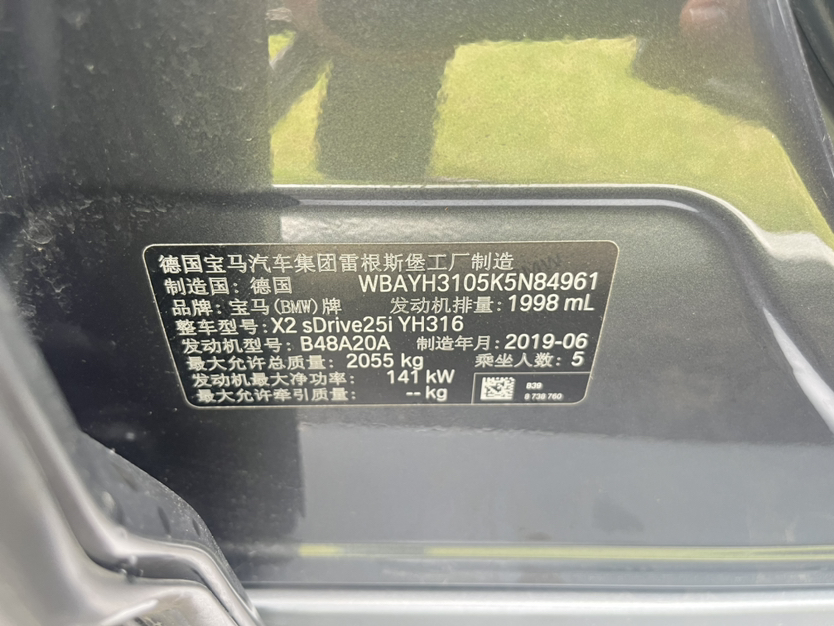 德国宝马汽车集团雷根斯堡工厂制造
制造国：德国 WBAYH3105K5N84961
品牌：宝马(BMW)牌 发动机排量：1998 mL
整车型号：X2 sDrive25i YH316
发动机型号：B48A20A 制造年月：2019-06
最大允许总质量：2055 kg 乘坐人数：5
发动机最大净功率：141 kW
最大允许牵引质量：-- kg
B39
8 738 760